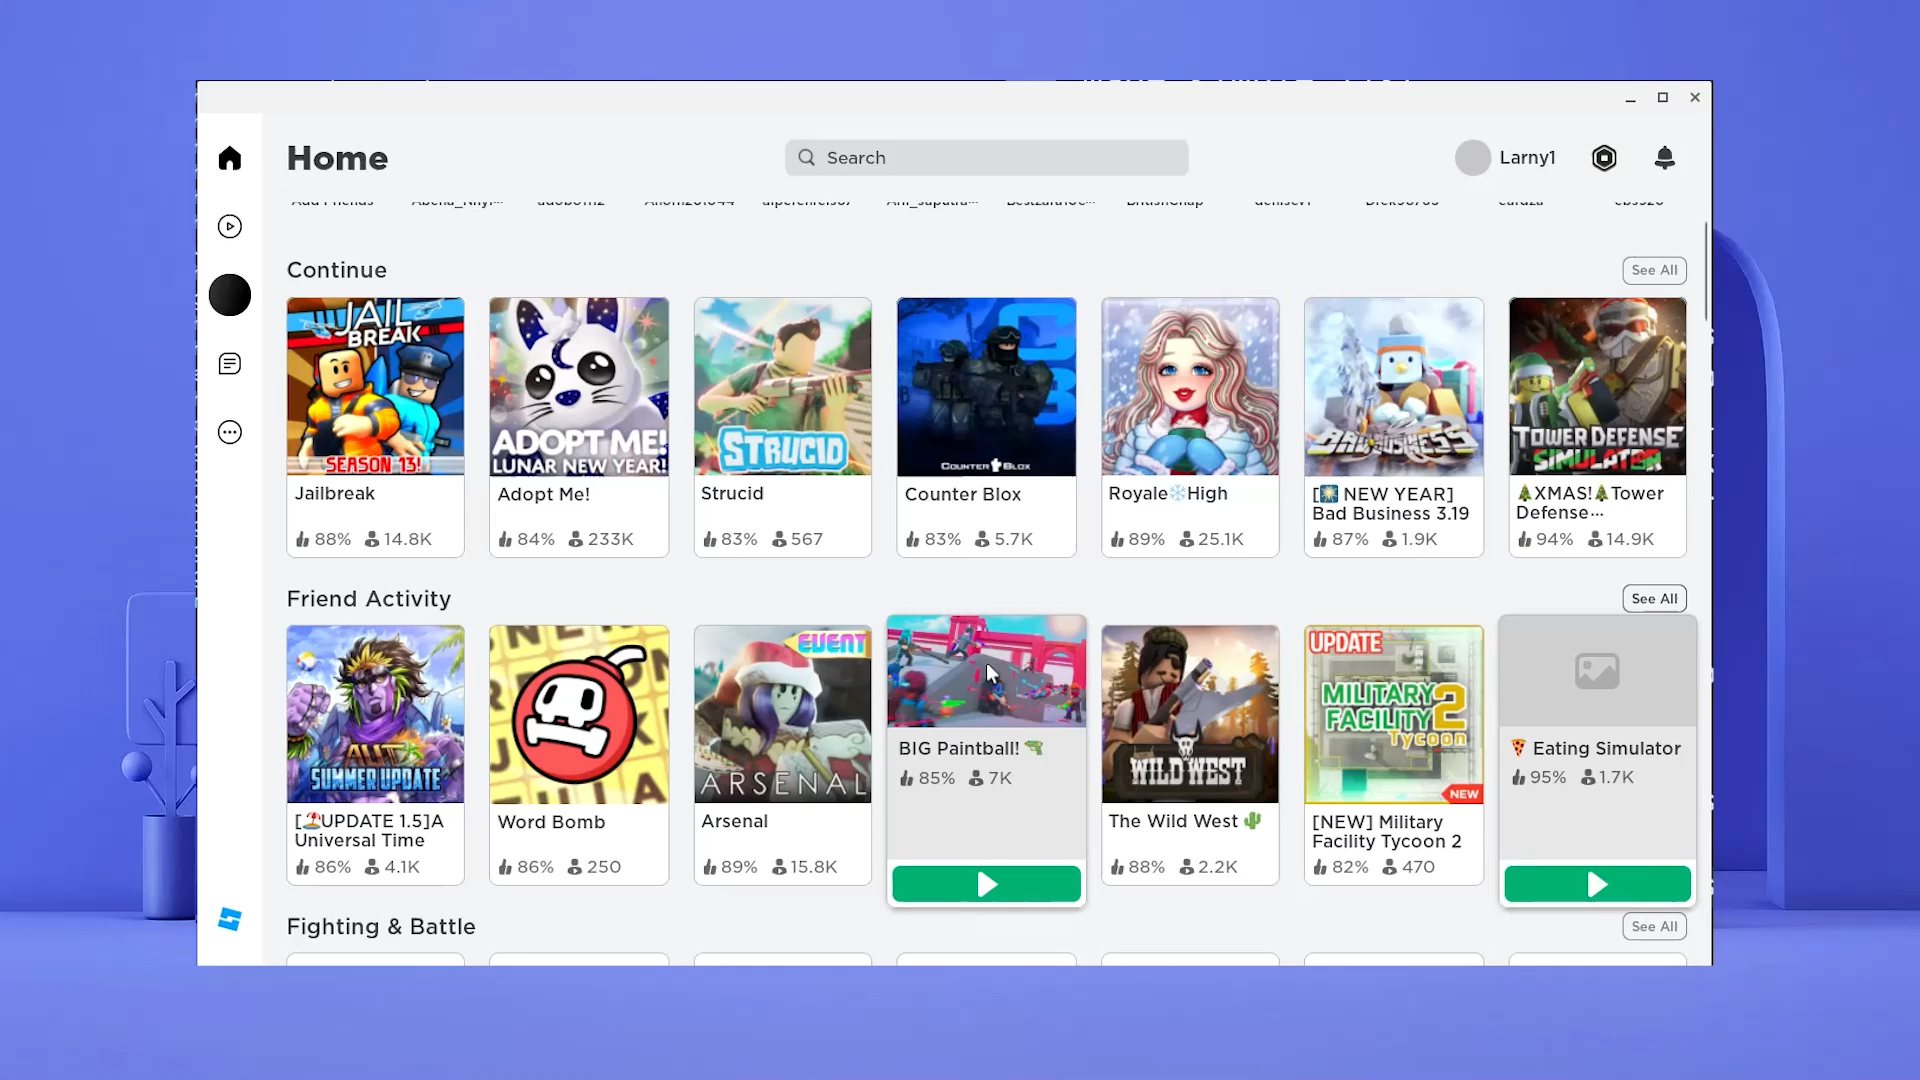 Home
Search
Larny1
Add Friends
Continue
See All
JAIL
BREAK
SEASON 13!
ADOPT ME!
LUNAR NEW YEAR!
STRUCID
COUNTER BLOX
BAD BUSINESS
TOWER DEFENSE
SIMULATOR
Jailbreak
Adopt Me!
Strucid
Counter Blox
Royale❄️High
[🎆 NEW YEAR]
Bad Business 3.19
🎄XMAS!🎄Tower
Defense...
88% 14.8K
84% 233K
83% 567
83% 5.7K
89% 25.1K
87% 1.9K
94% 14.9K
Friend Activity
See All
AUT
SUMMER UPDATE
EVENT
ARSENAL
WILD WEST
UPDATE
MILITARY
FACILITY 2
Tycoon
NEW
[🏖️UPDATE 1.5]A
Universal Time
Word Bomb
Arsenal
BIG Paintball! 🔫
The Wild West 🌵
[NEW] Military
Facility Tycoon 2
🍕 Eating Simulator
86% 4.1K
86% 250
89% 15.8K
85% 7K
88% 2.2K
82% 470
95% 1.7K
Fighting & Battle
See All